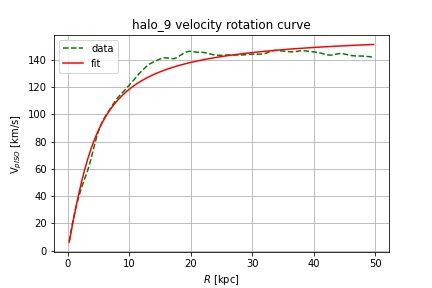 halo_9 velocity rotation curve
data
fit
V_pISO [km/s]
140
120
100
80
60
40
20
0
0 10 20 30 40 50
R [kpc]